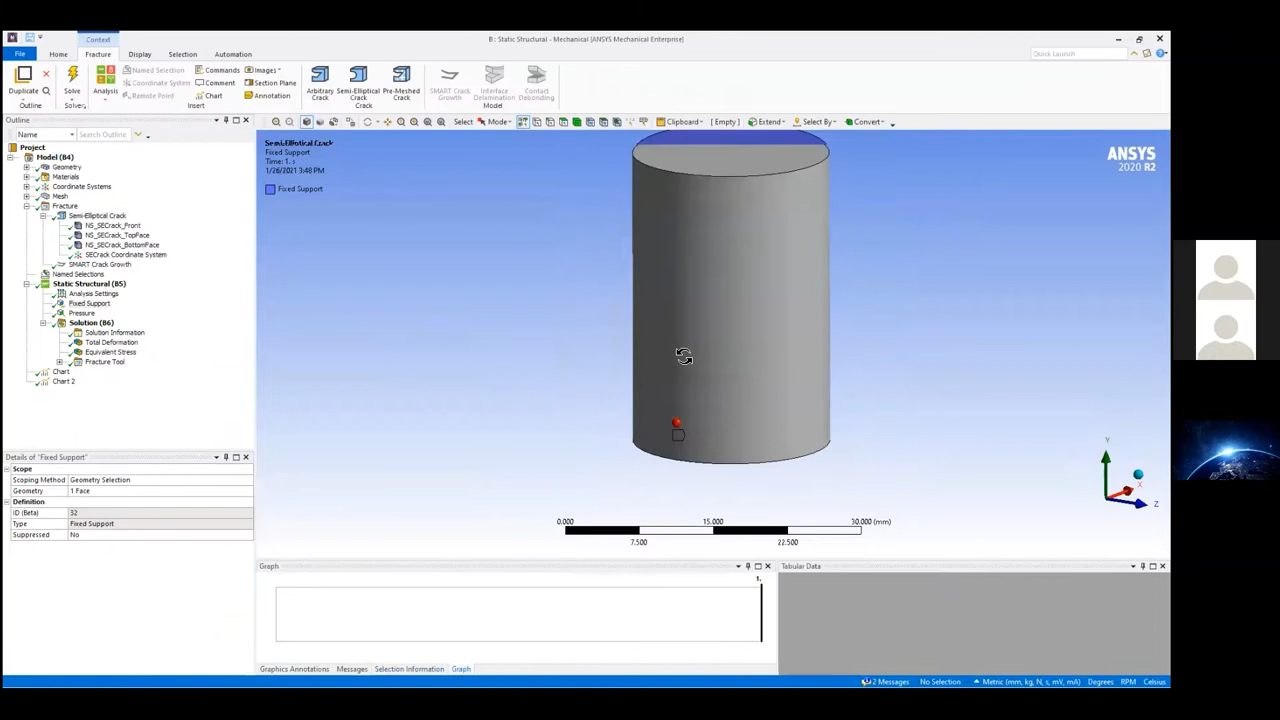 Context
B : Static Structural - Mechanical [ANSYS Mechanical Enterprise]
File Home Fracture Display Selection Automation
Quick Launch
Duplicate
Outline
Solve
Solvers
Analysis
Named Selection
Coordinate System
Remote Point
Commands
Comment
Chart
Images
Section Plane
Annotation
Insert
Arbitrary Crack
Semi-Elliptical Crack
Pre-Meshed Crack
Crack
SMART Crack Growth
Interface Delamination
Contact Debonding
Model
Select Mode Clipboard [Empty] Extend Select By Convert
Outline
Name Search Outline
Project
Model (B4)
Geometry
Materials
Coordinate Systems
Mesh
Fracture
Semi-Elliptical Crack
NS_SECrack_Front
NS_SECrack_TopFace
NS_SECrack_BottomFace
SECrack Coordinate System
SMART Crack Growth
Named Selections
Static Structural (B5)
Analysis Settings
Fixed Support
Pressure
Solution (B6)
Solution Information
Total Deformation
Equivalent Stress
Fracture Tool
Chart
Chart 2
Details of "Fixed Support"
Scope
Scoping Method Geometry Selection
Geometry 1 Face
Definition
ID (Beta) 32
Type Fixed Support
Suppressed No
Semi-Elliptical Crack
Fixed Support
Time: 1. s
1/26/2021 3:48 PM
Fixed Support
ANSYS
2020 R2
Y
X
Z
0.000 15.000 30.000 (mm)
7.500 22.500
Graph
1.
Tabular Data
Graphics Annotations Messages Selection Information Graph
2 Messages No Selection Metric (mm, kg, N, s, mV, mA) Degrees RPM Celsius